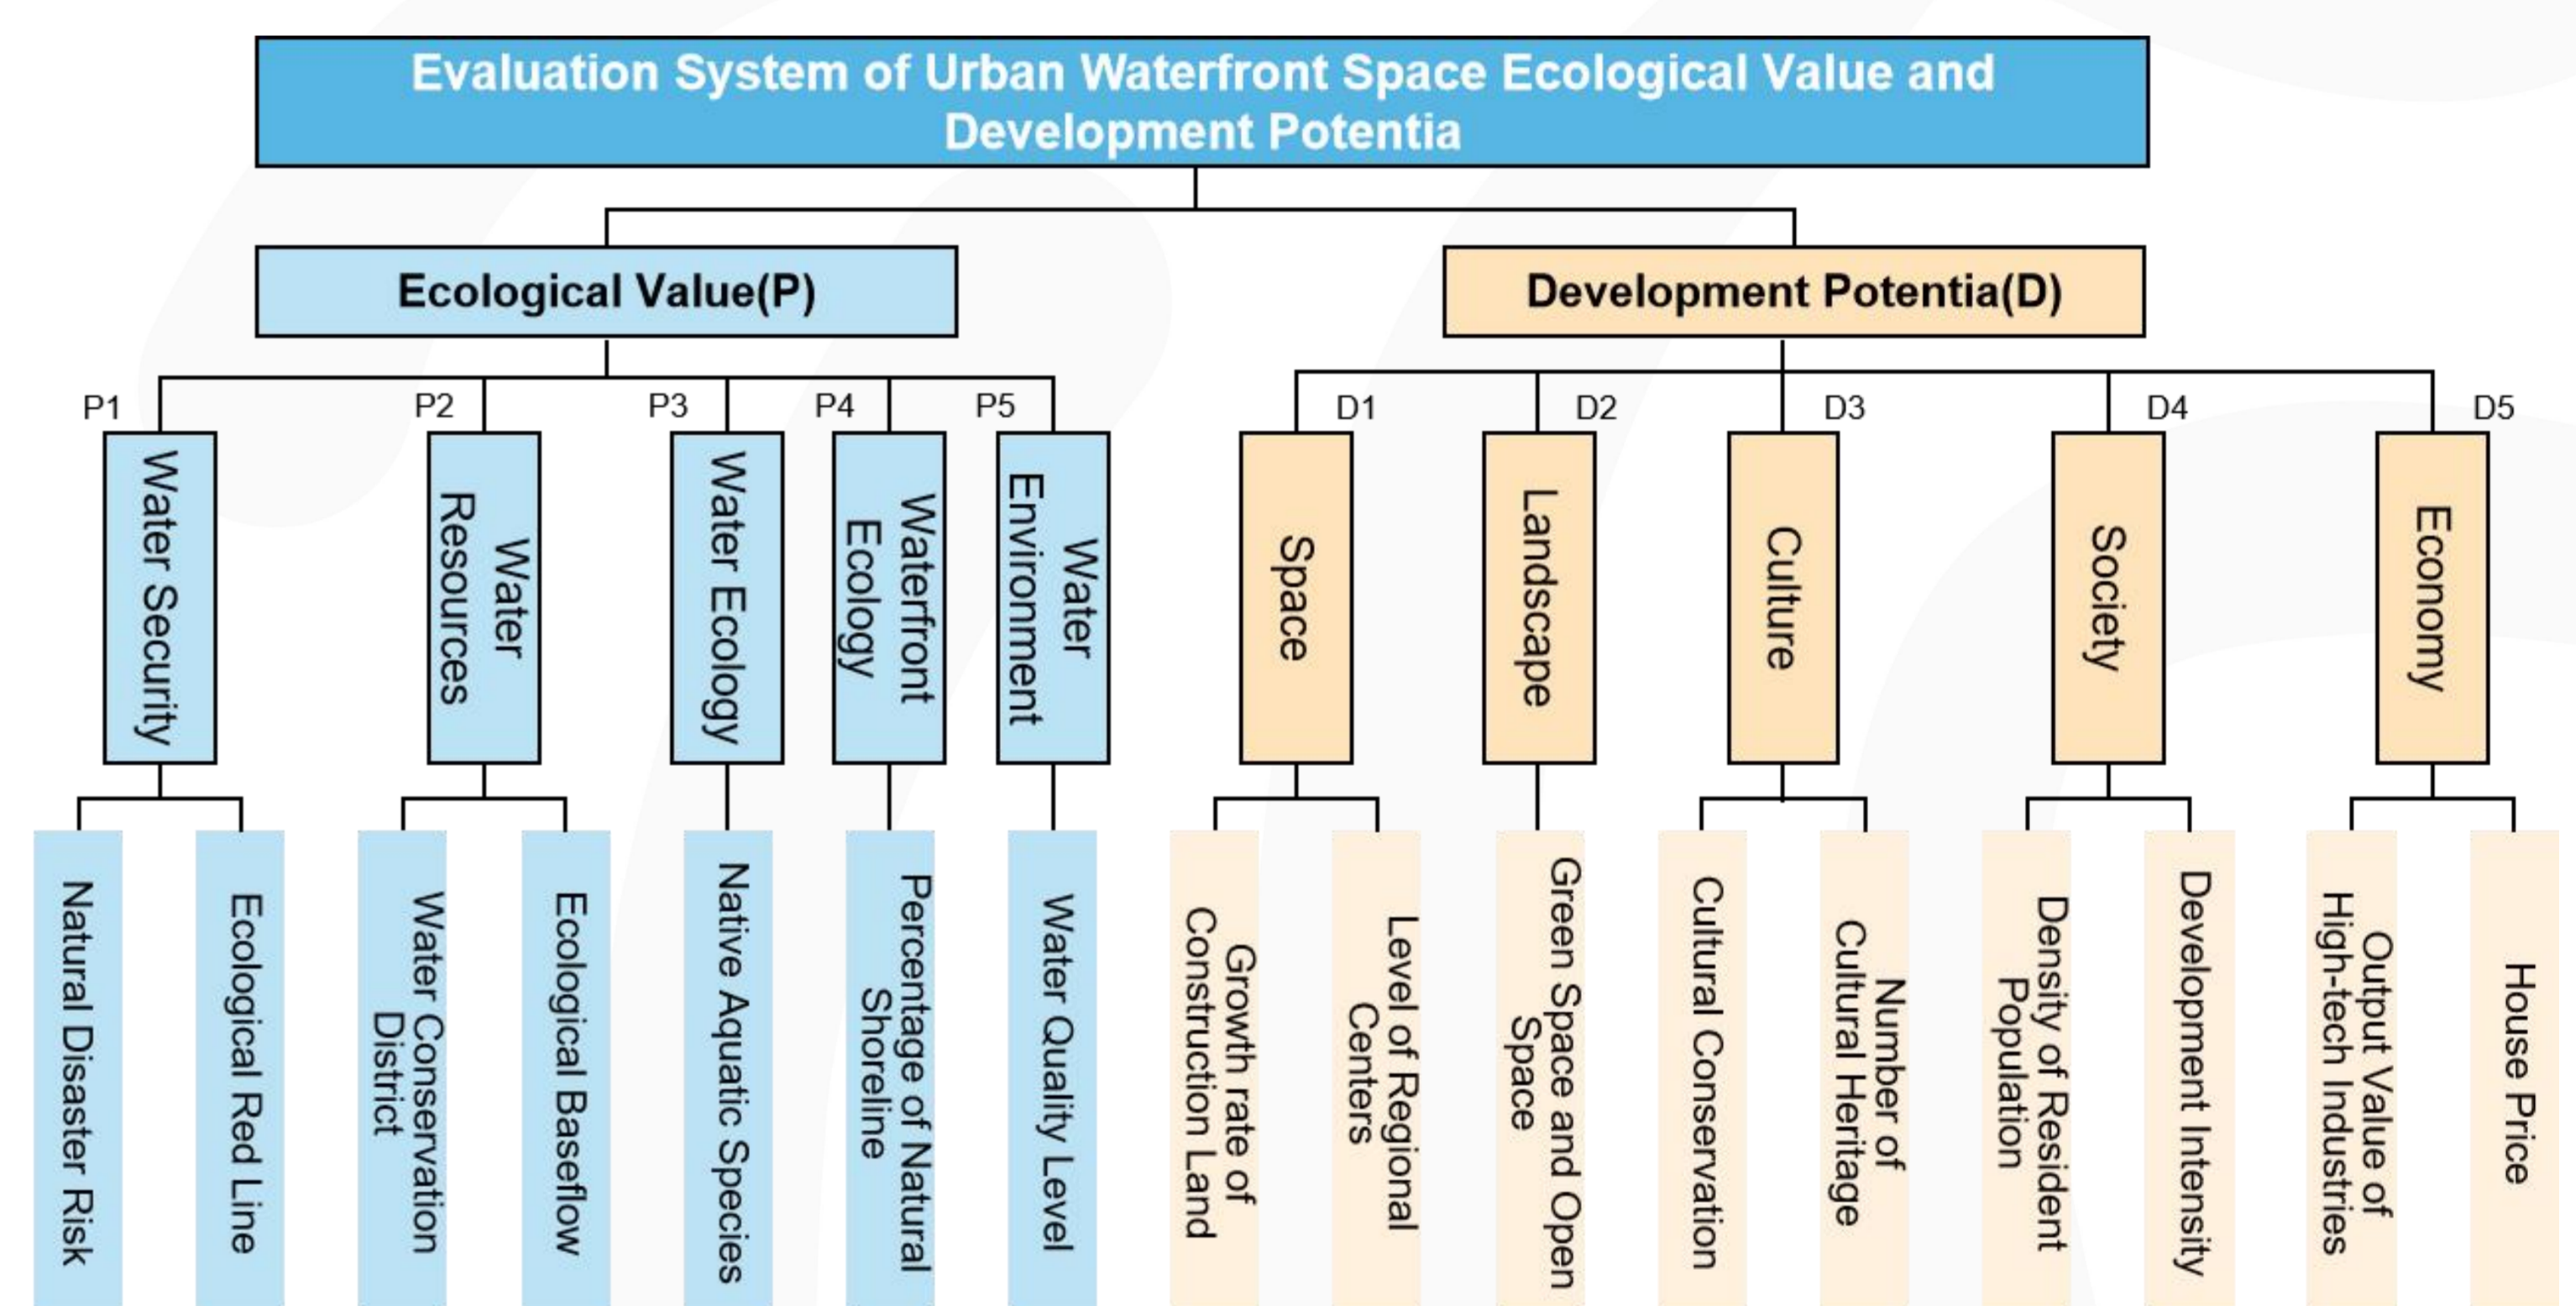 Evaluation System of Urban Waterfront Space Ecological Value and
Development Potentia
Ecological Value(P)
Development Potentia(D)
P1
P2
P3
P4
P5
D1
D2
D3
D4
D5
Water Security
Water
Resources
Water Ecology
Waterfront
Ecology
Water
Environment
Space
Landscape
Culture
Society
Economy
Natural Disaster Risk
Ecological Red Line
Water Conservation
District
Ecological Baseflow
Native Aquatic Species
Percentage of Natural
Shoreline
Water Quality Level
Growth rate of
Construction Land
Level of Regional
Centers
Green Space and Open
Space
Cultural Conservation
Number of
Cultural Heritage
Density of Resident
Population
Development Intensity
Output Value of
High-tech Industries
House Price